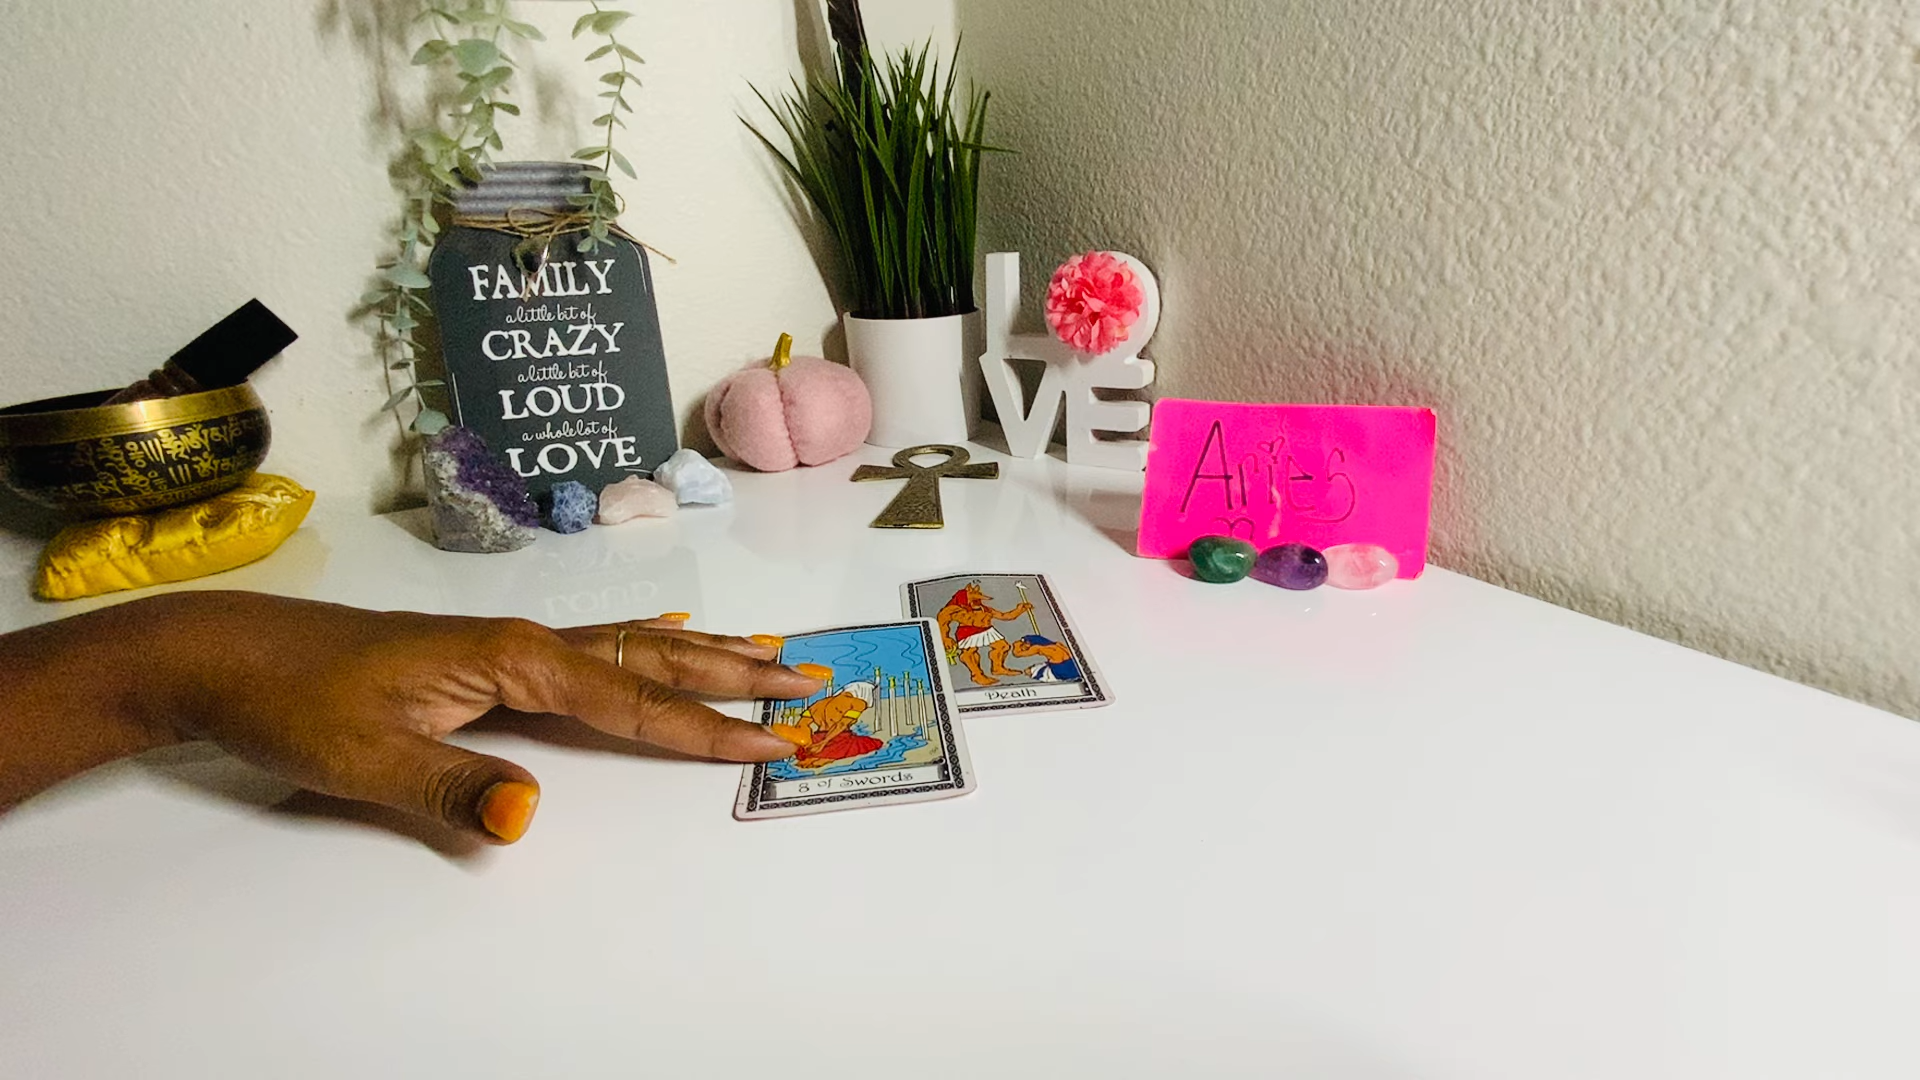 FAMILY
a little bit of
CRAZY
a little bit of
LOUD
a whole lot of
LOVE
LOVE
Aries
Death
8 of Swords